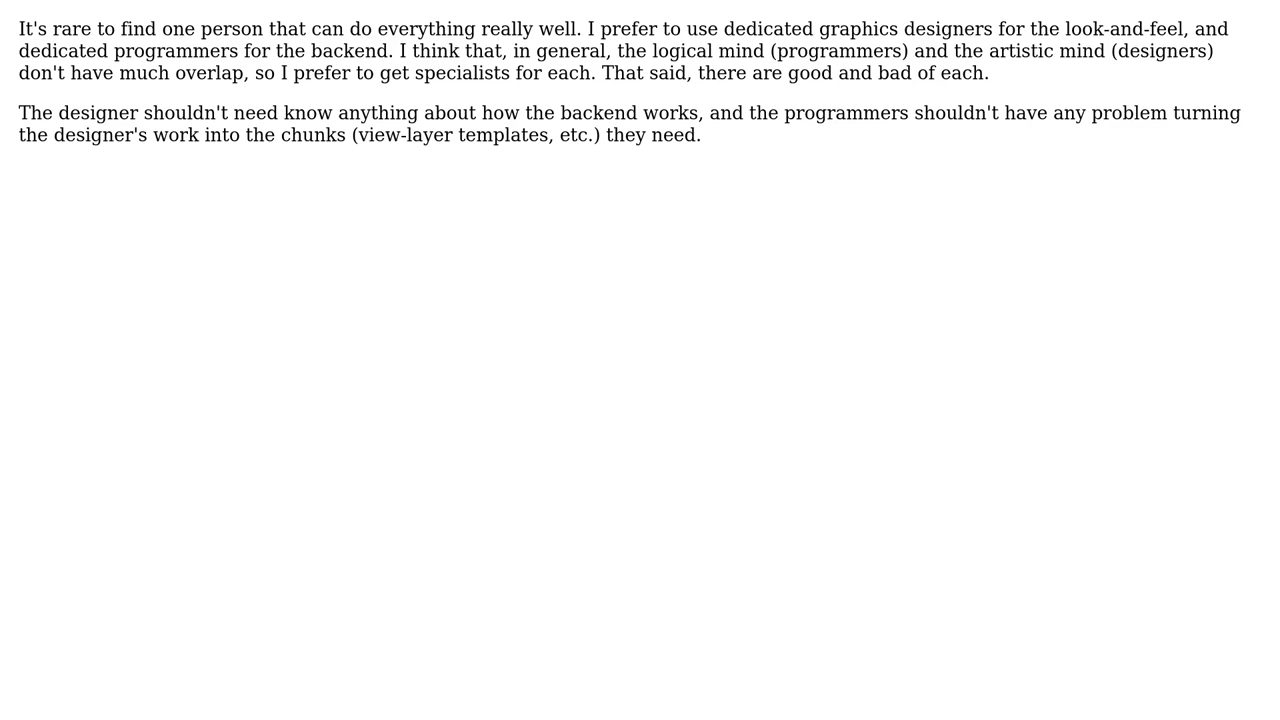 It's rare to find one person that can do everything really well. I prefer to use dedicated graphics designers for the look-and-feel, and
dedicated programmers for the backend. I think that, in general, the logical mind (programmers) and the artistic mind (designers)
don't have much overlap, so I prefer to get specialists for each. That said, there are good and bad of each.
The designer shouldn't need know anything about how the backend works, and the programmers shouldn't have any problem turning
the designer's work into the chunks (view-layer templates, etc.) they need.